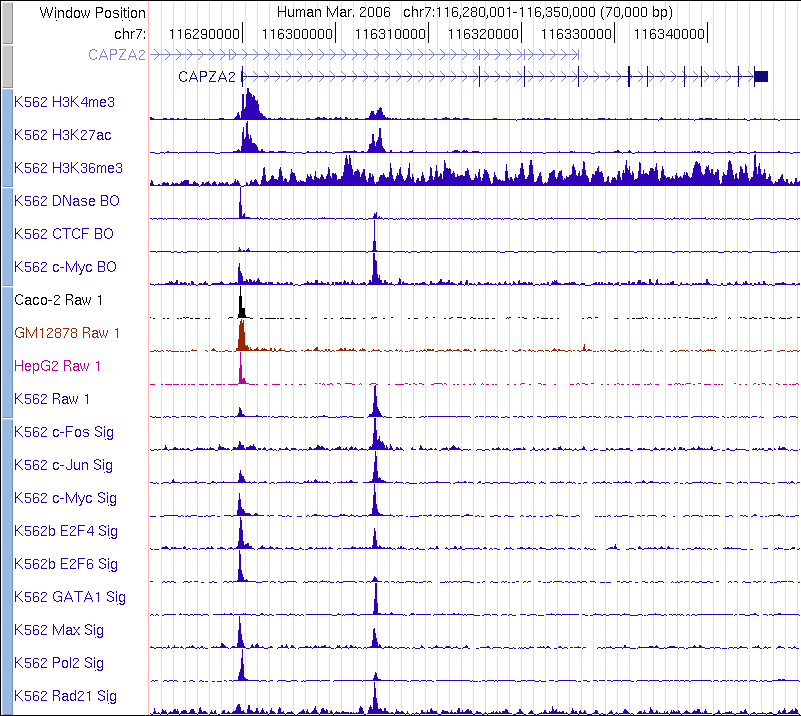 Window Position Human Mar. 2006 chr7:116,280,001-116,350,000 (70,000 bp)
chr7: 116290000 116300000 116310000 116320000 116330000 116340000
CAPZA2
CAPZA2
K562 H3K4me3
K562 H3K27ac
K562 H3K36me3
K562 DNase BO
K562 CTCF BO
K562 c-Myc BO
Caco-2 Raw 1
GM12878 Raw 1
HepG2 Raw 1
K562 Raw 1
K562 c-Fos Sig
K562 c-Jun Sig
K562 c-Myc Sig
K562b E2F4 Sig
K562b E2F6 Sig
K562 GATA1 Sig
K562 Max Sig
K562 Pol2 Sig
K562 Rad21 Sig